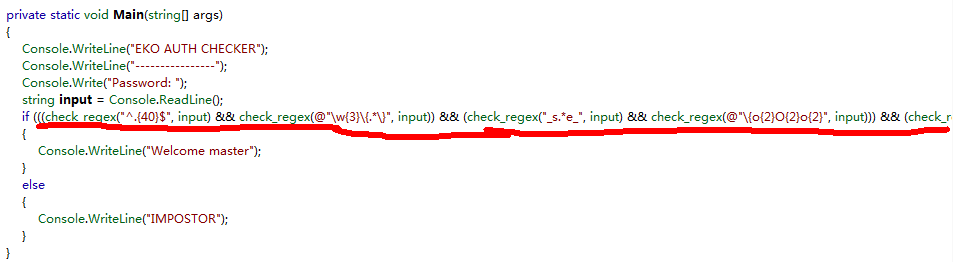 private static void Main(string[] args)
{
Console.WriteLine("EKO AUTH CHECKER");
Console.WriteLine("----------------");
Console.Write("Password: ");
string input = Console.ReadLine();
if (((check_regex("^.{40}$", input) && check_regex(@"\w{3}\{.*\}", input)) && (check_regex("_s.*e_", input) && check_regex(@"\{o{2}O{2}o{2}", input))) && (check_r
{
Console.WriteLine("Welcome master");
}
else
{
Console.WriteLine("IMPOSTOR");
}
}